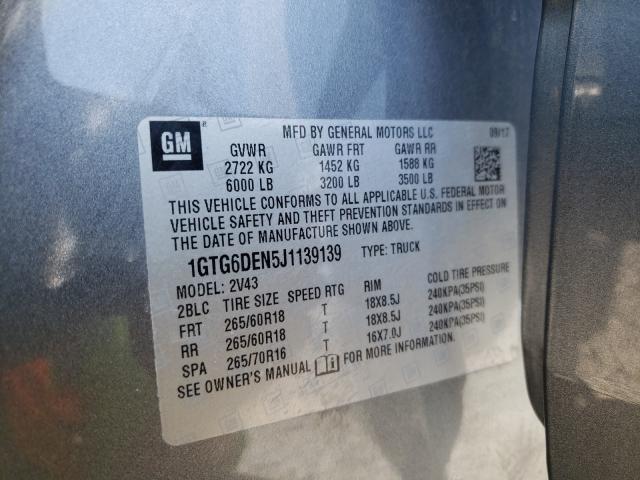 GM ®
MFD BY GENERAL MOTORS LLC 09/17
GVWR GAWR FRT GAWR RR
2722 KG 1452 KG 1588 KG
6000 LB 3200 LB 3500 LB
THIS VEHICLE CONFORMS TO ALL APPLICABLE U.S. FEDERAL MOTOR
VEHICLE SAFETY AND THEFT PREVENTION STANDARDS IN EFFECT ON
THE DATE OF MANUFACTURE SHOWN ABOVE.
1GTG6DEN5J1139139 TYPE: TRUCK
MODEL: 2V43
2BLC TIRE SIZE SPEED RTG RIM COLD TIRE PRESSURE
FRT 265/60R18 T 18X8.5J 240KPA(35PSI)
RR 265/60R18 T 18X8.5J 240KPA(35PSI)
SPA 265/70R16 T 16X7.0J 240KPA(35PSI)
SEE OWNER'S MANUAL FOR MORE INFORMATION.